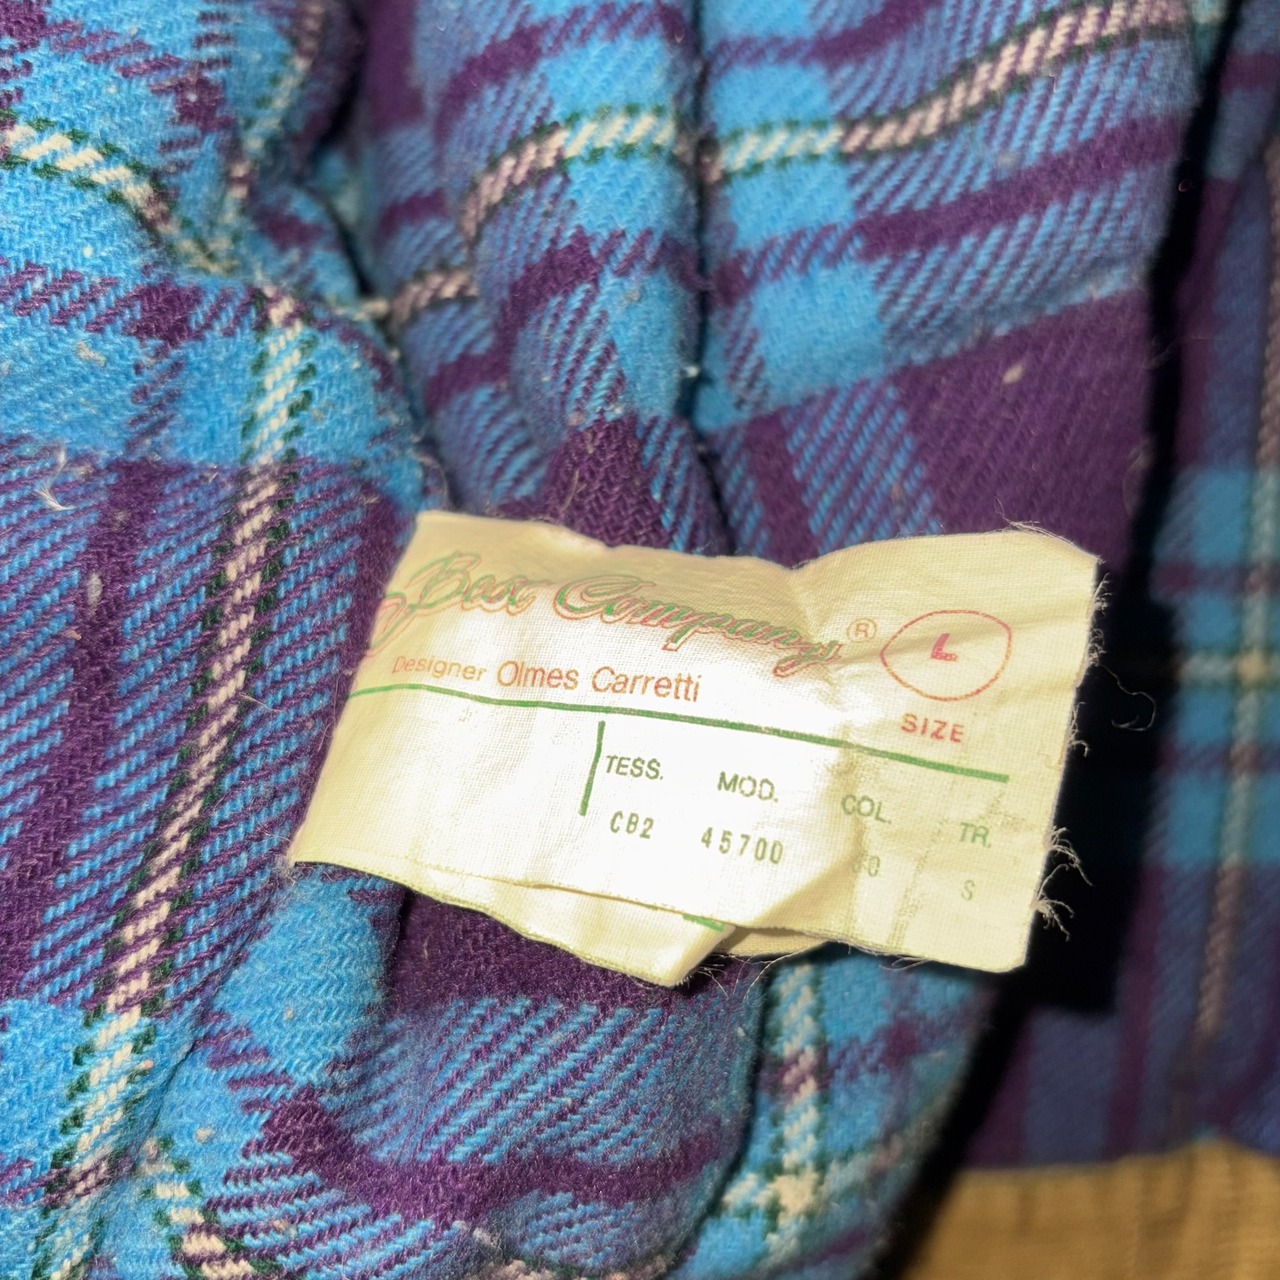 Best Company ®
Designer Olmes Carretti
L
SIZE
TESS. MOD. COL. TR.
CB2 45700 S